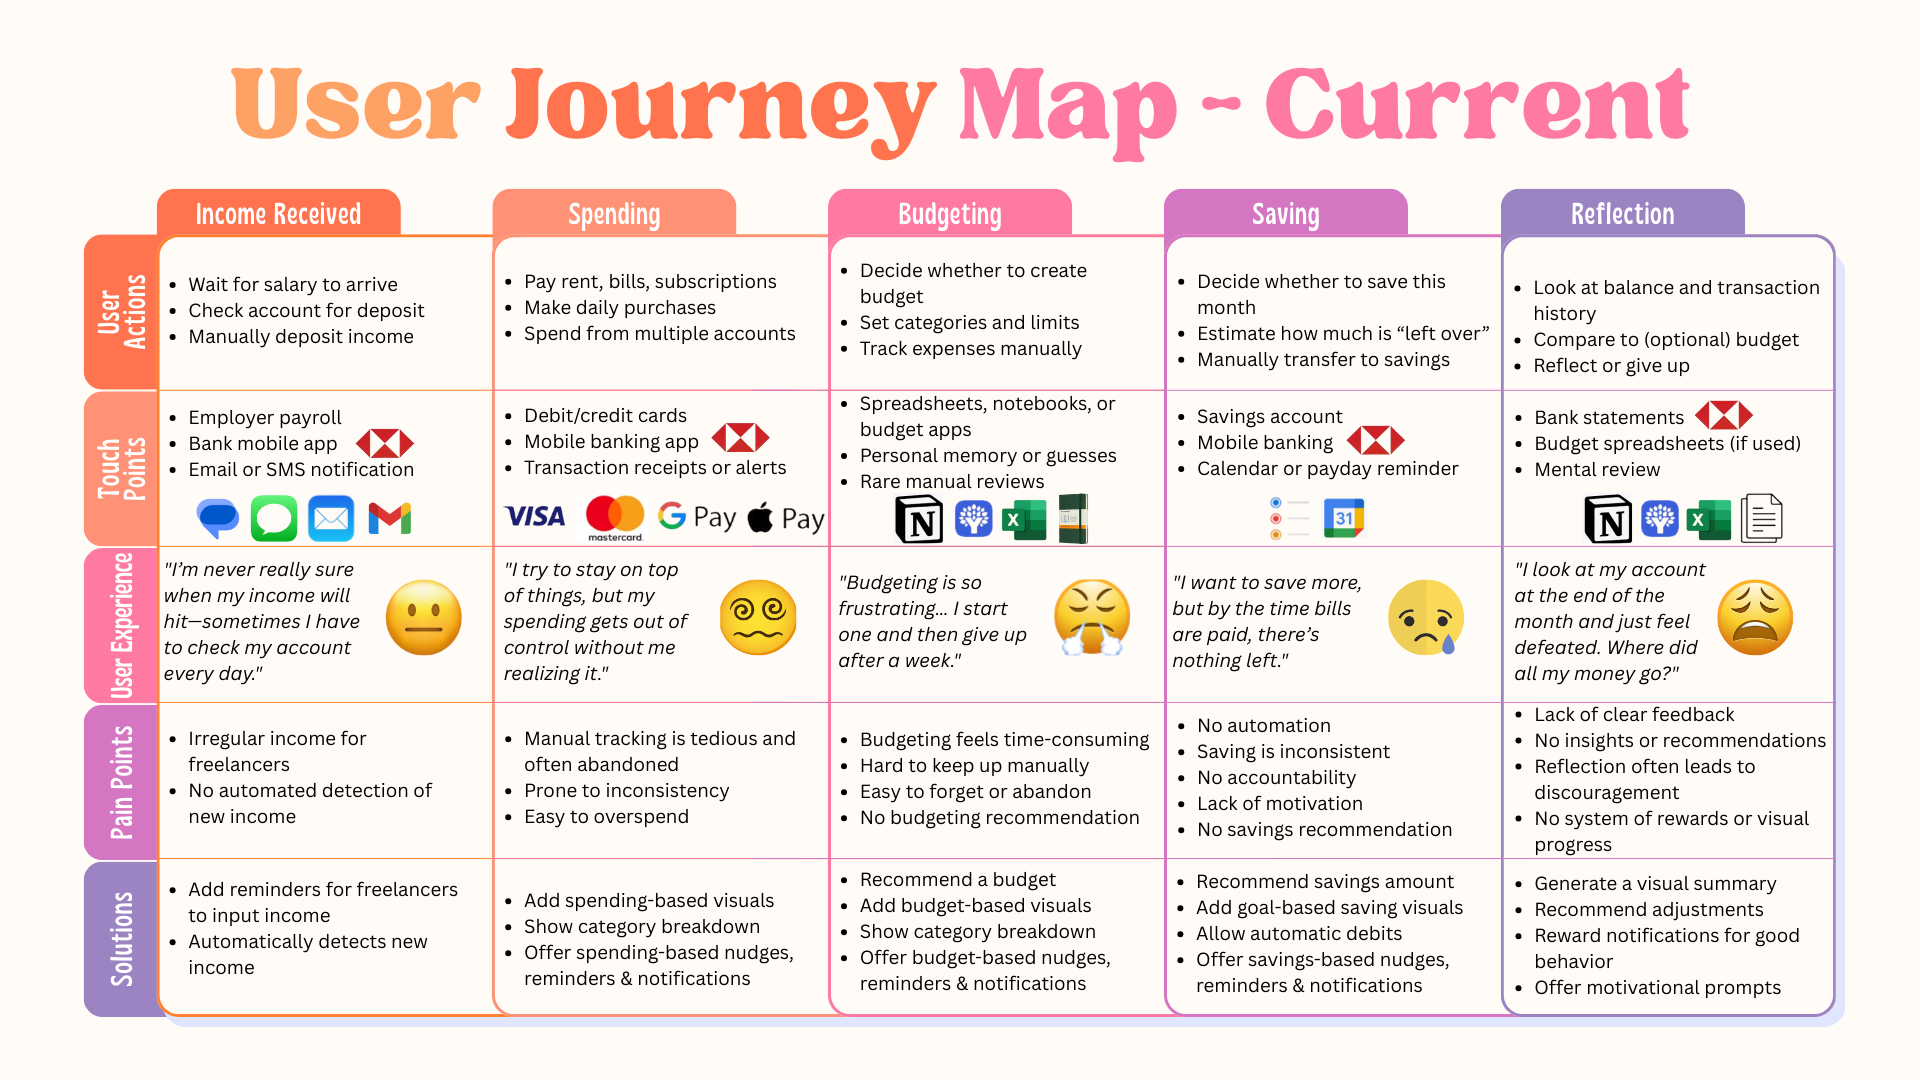 User Journey Map - Current
Income Received
Spending
Budgeting
Saving
Reflection
User
Actions
• Wait for salary to arrive
• Check account for deposit
• Manually deposit income
• Pay rent, bills, subscriptions
• Make daily purchases
• Spend from multiple accounts
• Decide whether to create
budget
• Set categories and limits
• Track expenses manually
• Decide whether to save this
month
• Estimate how much is “left over”
• Manually transfer to savings
• Look at balance and transaction
history
• Compare to (optional) budget
• Reflect or give up
Touch
Points
• Employer payroll
• Bank mobile app
• Email or SMS notification
• Debit/credit cards
• Mobile banking app
• Transaction receipts or alerts
VISA
mastercard.
G Pay
Pay
• Spreadsheets, notebooks, or
budget apps
• Personal memory or guesses
• Rare manual reviews
N
X
• Savings account
• Mobile banking
• Calendar or payday reminder
31
• Bank statements
• Budget spreadsheets (if used)
• Mental review
N
X
User Experience
"I’m never really sure
when my income will
hit—sometimes I have
to check my account
every day."
"I try to stay on top
of things, but my
spending gets out of
control without me
realizing it."
"Budgeting is so
frustrating... I start
one and then give up
after a week."
"I want to save more,
but by the time bills
are paid, there’s
nothing left."
"I look at my account
at the end of the
month and just feel
defeated. Where did
all my money go?"
Pain Points
• Irregular income for
freelancers
• No automated detection of
new income
• Manual tracking is tedious and
often abandoned
• Prone to inconsistency
• Easy to overspend
• Budgeting feels time-consuming
• Hard to keep up manually
• Easy to forget or abandon
• No budgeting recommendation
• No automation
• Saving is inconsistent
• No accountability
• Lack of motivation
• No savings recommendation
• Lack of clear feedback
• No insights or recommendations
• Reflection often leads to
discouragement
• No system of rewards or visual
progress
Solutions
• Add reminders for freelancers
to input income
• Automatically detects new
income
• Add spending-based visuals
• Show category breakdown
• Offer spending-based nudges,
reminders & notifications
• Recommend a budget
• Add budget-based visuals
• Show category breakdown
• Offer budget-based nudges,
reminders & notifications
• Recommend savings amount
• Add goal-based saving visuals
• Allow automatic debits
• Offer savings-based nudges,
reminders & notifications
• Generate a visual summary
• Recommend adjustments
• Reward notifications for good
behavior
• Offer motivational prompts